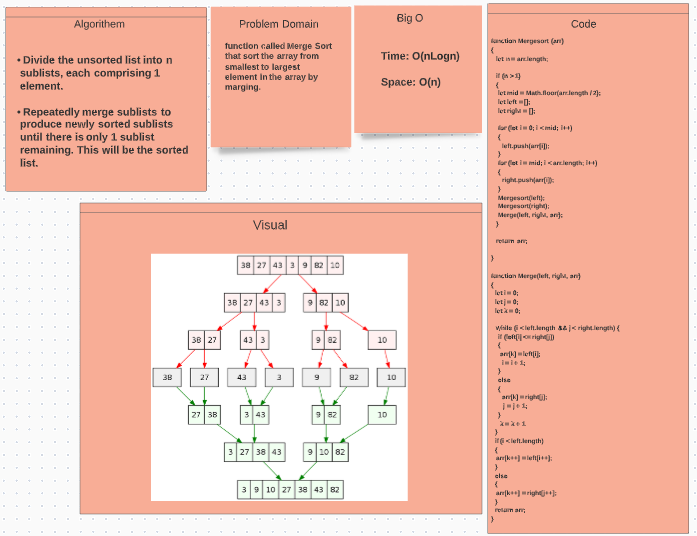 Algorithem
• Divide the unsorted list into n
sublists, each comprising 1
element.
• Repeatedly merge sublists to
produce newly sorted sublists
until there is only 1 sublist
remaining. This will be the sorted
list.
Problem Domain
function called Merge Sort
that sort the array from
smallest to largest
element in the array by
marging.
Big O
Time: O(nLogn)
Space: O(n)
Visual
38 27 43 3 9 82 10
38 27 43 3 9 82 10
38 27 43 3 9 82 10
38 27 43 3 9 82 10
27 38 3 43 9 82 10
3 27 38 43 9 10 82
3 9 10 27 38 43 82
Code
function Mergesort (arr)
{
let n = arr.length;
if (n > 1)
{
let mid = Math.floor(arr.length / 2);
let left = [];
let right = [];
for (let i = 0; i < mid; i++)
{
left.push(arr[i]);
}
for (let i = mid; i < arr.length; i++)
{
right.push(arr[i]);
}
Mergesort(left);
Mergesort(right);
Merge(left, right, arr);
}
return arr;
}
function Merge(left, right, arr)
{
let i = 0;
let j = 0;
let k = 0;
while (i < left.length && j < right.length) {
if (left[i] <= right[j])
{
arr[k] = left[i];
i = i + 1;
}
else
{
arr[k] = right[j];
j = j + 1;
}
k = k + 1
}
if (i < left.length)
{
arr[k++] = left[i++];
}
else
{
arr[k++] = right[j++];
}
return arr;
}